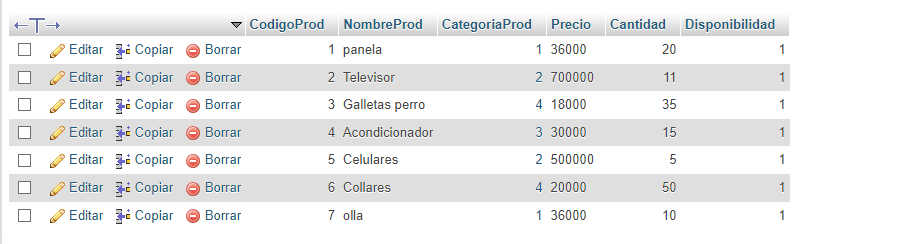 ←T→ CodigoProd NombreProd CategoriaProd Precio Cantidad Disponibilidad
Editar Copiar Borrar 1 panela 1 36000 20 1
Editar Copiar Borrar 2 Televisor 2 700000 11 1
Editar Copiar Borrar 3 Galletas perro 4 18000 35 1
Editar Copiar Borrar 4 Acondicionador 3 30000 15 1
Editar Copiar Borrar 5 Celulares 2 500000 5 1
Editar Copiar Borrar 6 Collares 4 20000 50 1
Editar Copiar Borrar 7 olla 1 36000 10 1